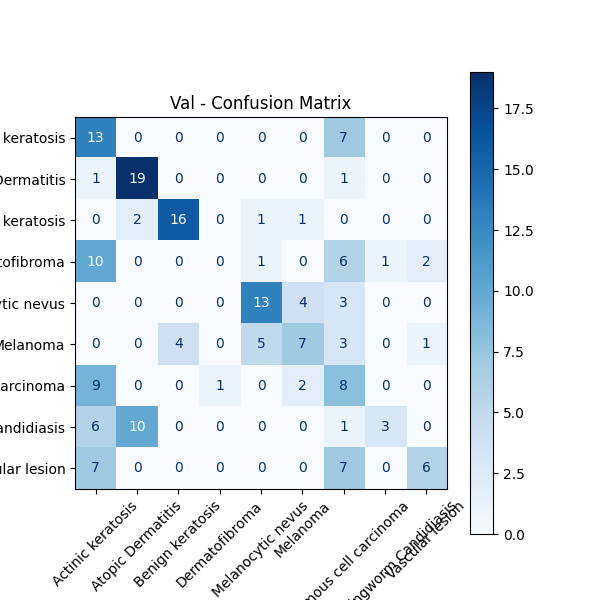 Val - Confusion Matrix
keratosis 13 0 0 0 0 0 7 0 0
Dermatitis 1 19 0 0 0 0 1 0 0
keratosis 0 2 16 0 1 1 0 0 0
tofibroma 10 0 0 0 1 0 6 1 2
ytic nevus 0 0 0 0 13 4 3 0 0
Melanoma 0 0 4 0 5 7 3 0 1
arcinoma 9 0 0 1 0 2 8 0 0
andidiasis 6 10 0 0 0 0 1 3 0
ular lesion 7 0 0 0 0 0 7 0 6
Actinic keratosis
Atopic Dermatitis
Benign keratosis
Dermatofibroma
Melanocytic nevus
Melanoma
mous cell carcinoma
ngworm Candidiasis
Vascular lesion
17.5
15.0
12.5
10.0
7.5
5.0
2.5
0.0